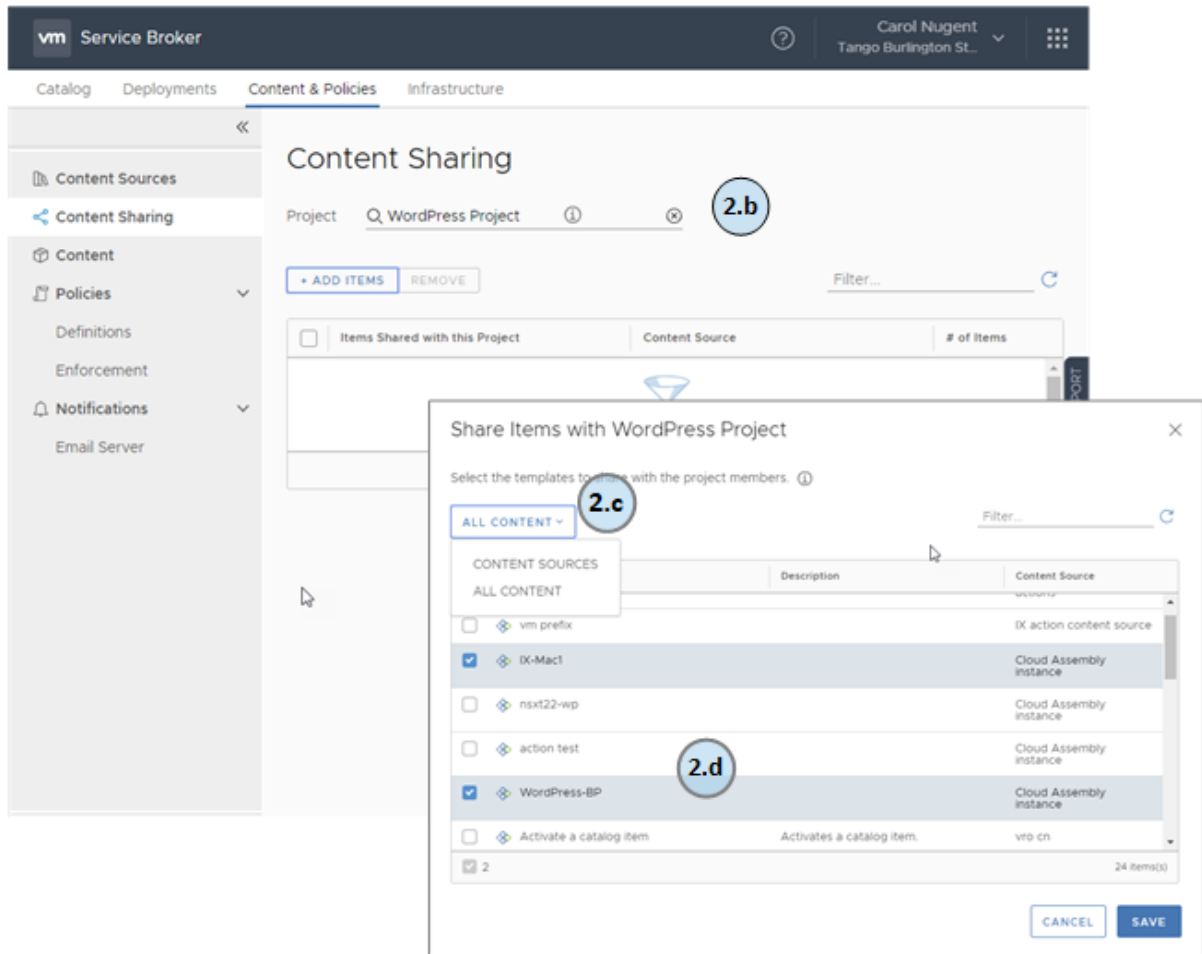 vm Service Broker
Carol Nugent
Tango Burlington St...
Catalog Deployments Content & Policies Infrastructure
Content Sources
Content Sharing
Content
Policies
Definitions
Enforcement
Notifications
Email Server
Content Sharing
Project WordPress Project
2.b
+ ADD ITEMS REMOVE
Filter...
Items Shared with this Project Content Source # of Items
PORT
Share Items with WordPress Project
Select the templates to share with the project members.
2.c
ALL CONTENT
Filter...
CONTENT SOURCES
ALL CONTENT
Description Content Source
actions
vm prefix IX action content source
IX-Mac1 Cloud Assembly
instance
nsxt22-wp Cloud Assembly
instance
action test Cloud Assembly
instance
2.d
WordPress-BP Cloud Assembly
instance
Activate a catalog item Activates a catalog item. vro cn
2 24 items(s)
CANCEL SAVE